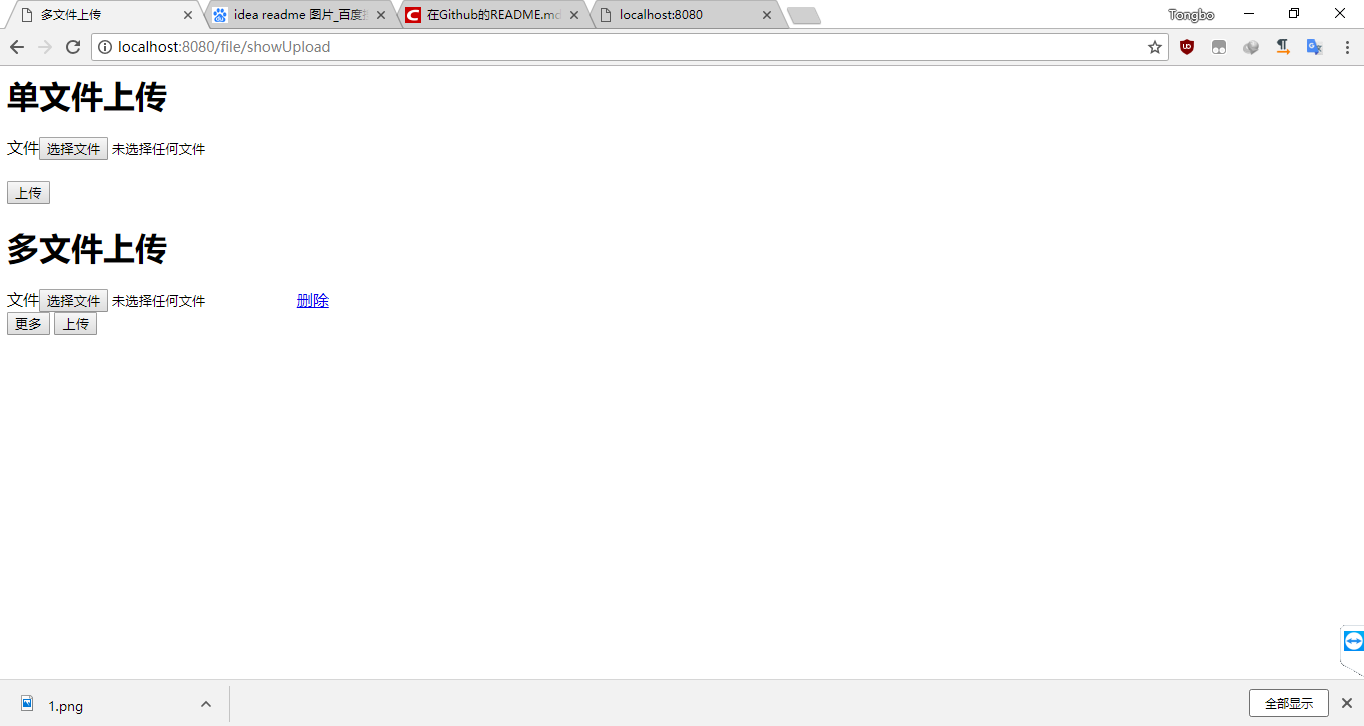 多文件上传
idea readme 图片_百度
在Github的README.md
localhost:8080
Tongbo
localhost:8080/file/showUpload
单文件上传
文件 选择文件 未选择任何文件
上传
多文件上传
文件 选择文件 未选择任何文件 删除
更多 上传
1.png
全部显示